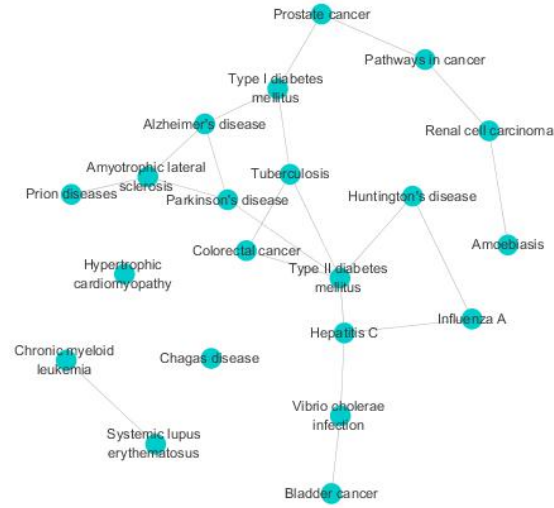 Prostate cancer
Pathways in cancer
Type I diabetes
mellitus
Alzheimer's disease
Renal cell carcinoma
Amyotrophic lateral
sclerosis
Tuberculosis
Prion diseases
Parkinson's disease
Huntington's disease
Colorectal cancer
Amoebiasis
Hypertrophic
cardiomyopathy
Type II diabetes
mellitus
Influenza A
Hepatitis C
Chronic myeloid
leukemia
Chagas disease
Vibrio cholerae
infection
Systemic lupus
erythematosus
Bladder cancer